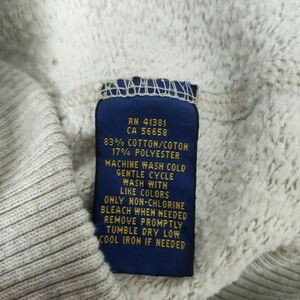 RN 41381
CA 56658
83% COTTON/COTON
17% POLYESTER
MACHINE WASH COLD
GENTLE CYCLE
WASH WITH
LIKE COLORS
ONLY NON-CHLORINE
BLEACH WHEN NEEDED
REMOVE PROMPTLY
TUMBLE DRY LOW
COOL IRON IF NEEDED